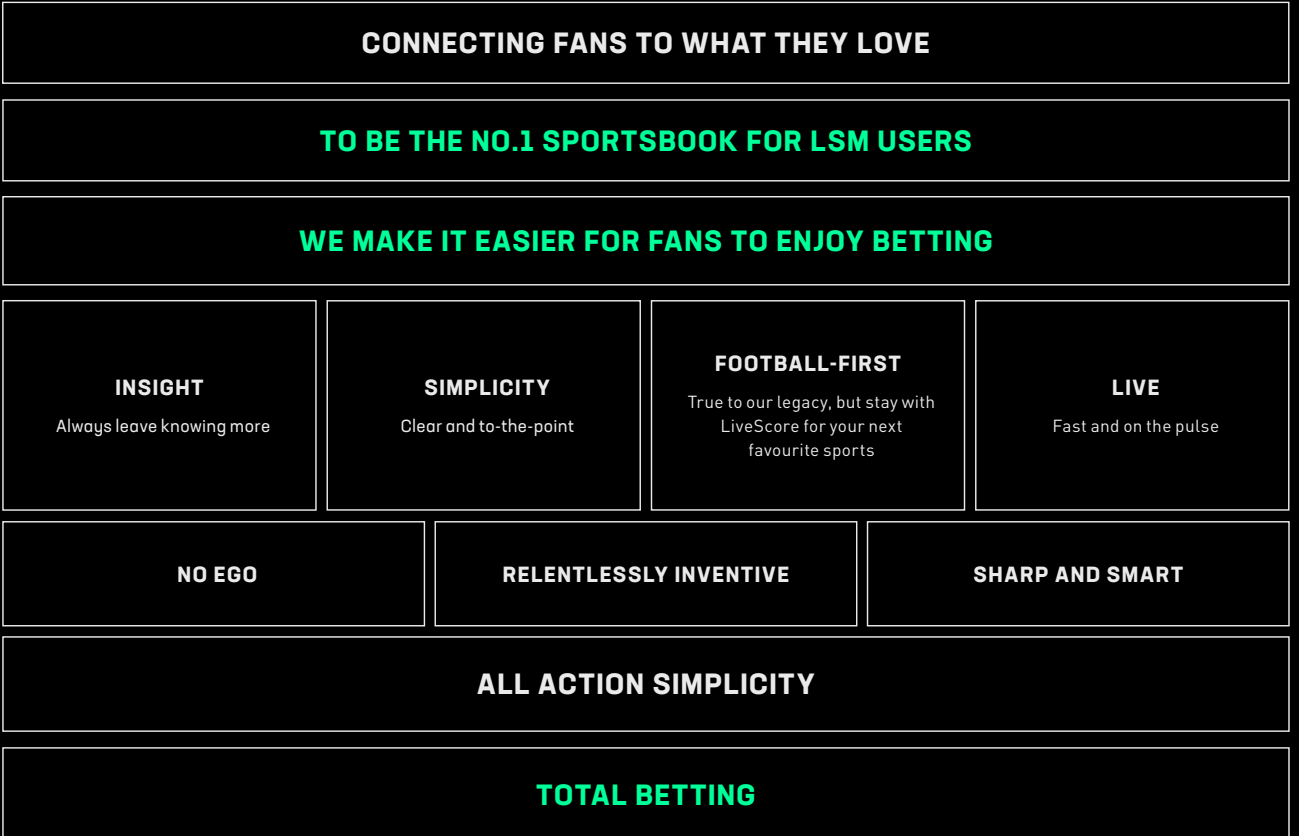 CONNECTING FANS TO WHAT THEY LOVE
TO BE THE NO.1 SPORTSBOOK FOR LSM USERS
WE MAKE IT EASIER FOR FANS TO ENJOY BETTING
INSIGHT
Always leave knowing more
SIMPLICITY
Clear and to-the-point
FOOTBALL-FIRST
True to our legacy, but stay with
LiveScore for your next
favourite sports
LIVE
Fast and on the pulse
NO EGO
RELENTLESSLY INVENTIVE
SHARP AND SMART
ALL ACTION SIMPLICITY
TOTAL BETTING